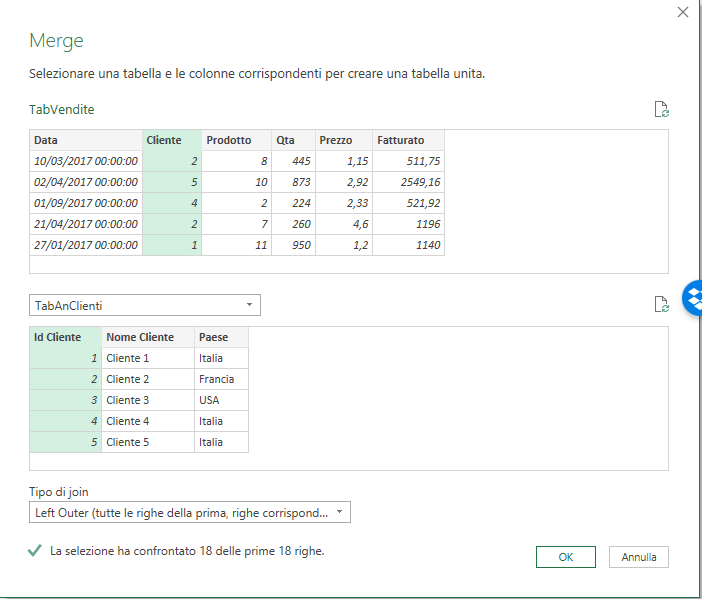 Merge
Selezionare una tabella e le colonne corrispondenti per creare una tabella unita.
TabVendite
Data Cliente Prodotto Qta Prezzo Fatturato
10/03/2017 00:00:00 2 8 445 1,15 511,75
02/04/2017 00:00:00 5 10 873 2,92 2549,16
01/09/2017 00:00:00 4 2 224 2,33 521,92
21/04/2017 00:00:00 2 7 260 4,6 1196
27/01/2017 00:00:00 1 11 950 1,2 1140
TabAnClienti
Id Cliente Nome Cliente Paese
1 Cliente 1 Italia
2 Cliente 2 Francia
3 Cliente 3 USA
4 Cliente 4 Italia
5 Cliente 5 Italia
Tipo di join
Left Outer (tutte le righe della prima, righe corrispond...
La selezione ha confrontato 18 delle prime 18 righe.
OK Annulla